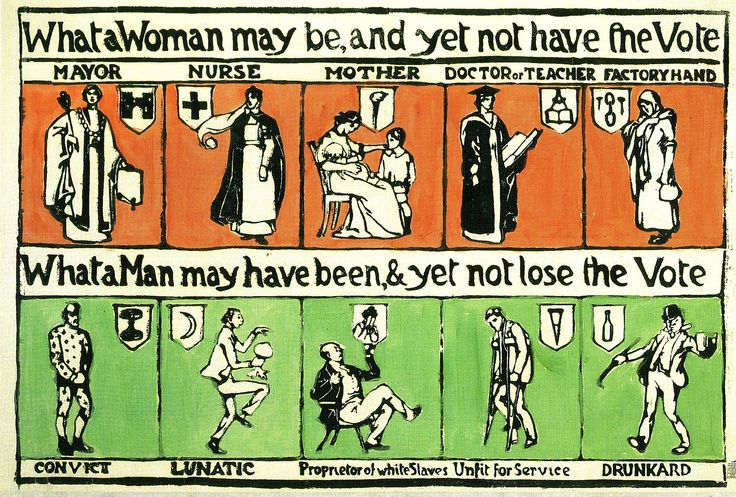 What a Woman may be, and yet not have the Vote
MAYOR NURSE MOTHER DOCTOR or TEACHER FACTORY HAND
What a Man may have been, & yet not lose the Vote
CONVICT LUNATIC Proprietor of white Slaves Unfit for Service DRUNKARD